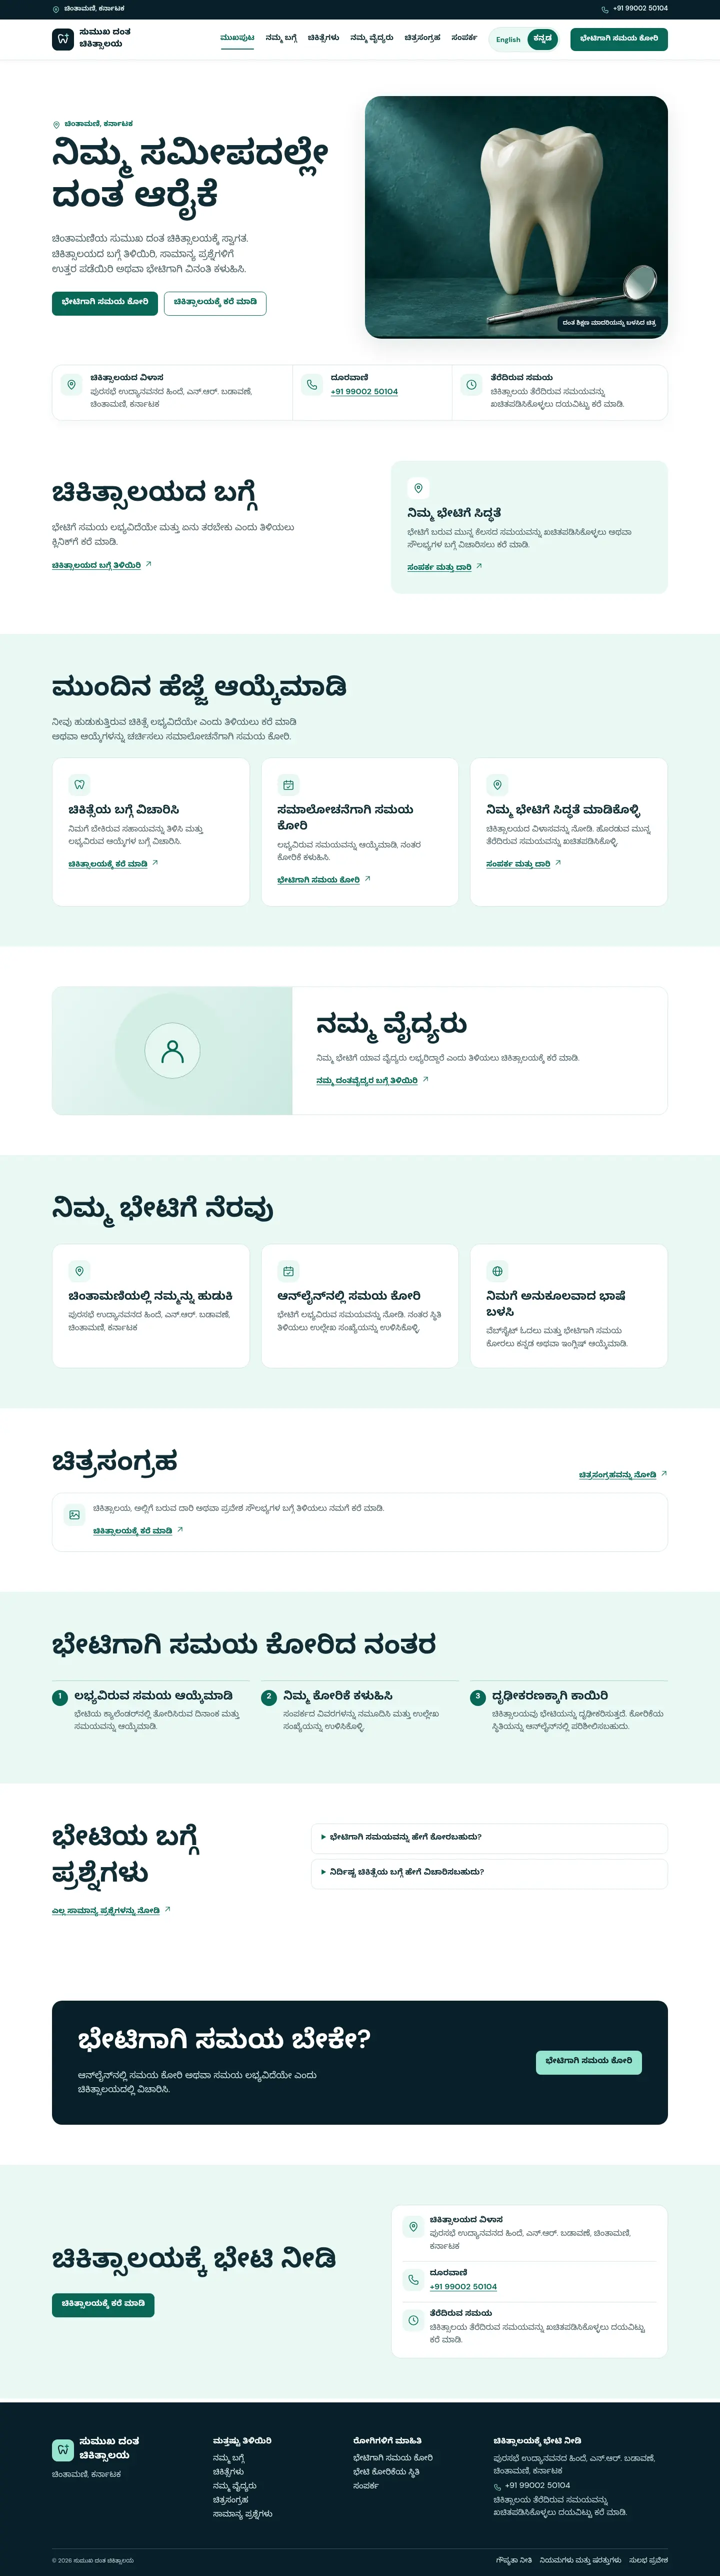 ಚಿಂತಾಮಣಿ, ಕರ್ನಾಟಕ
+91 99002 50104
ಸುಮುಖ ದಂತ
ಚಿಕಿತ್ಸಾಲಯ
ಮುಖಪುಟ ನಮ್ಮ ಬಗ್ಗೆ ಚಿಕಿತ್ಸೆಗಳು ನಮ್ಮ ವೈದ್ಯರು ಚಿತ್ರಸಂಗ್ರಹ ಸಂಪರ್ಕ English ಕನ್ನಡ ಭೇಟಿಗಾಗಿ ಸಮಯ ಕೋರಿ
ಚಿಂತಾಮಣಿ, ಕರ್ನಾಟಕ
ನಿಮ್ಮ ಸಮೀಪದಲ್ಲೇ
ದಂತ ಆರೈಕೆ
ಚಿಂತಾಮಣಿಯ ಸುಮುಖ ದಂತ ಚಿಕಿತ್ಸಾಲಯಕ್ಕೆ ಸ್ವಾಗತ.
ಚಿಕಿತ್ಸಾಲಯದ ಬಗ್ಗೆ ತಿಳಿಯಿರಿ, ಸಾಮಾನ್ಯ ಪ್ರಶ್ನೆಗಳಿಗೆ
ಉತ್ತರ ಪಡೆಯಿರಿ ಅಥವಾ ಭೇಟಿಗಾಗಿ ವಿನಂತಿ ಕಳುಹಿಸಿ.
ಭೇಟಿಗಾಗಿ ಸಮಯ ಕೋರಿ ಚಿಕಿತ್ಸಾಲಯಕ್ಕೆ ಕರೆ ಮಾಡಿ
ದಂತ ಶಿಕ್ಷಣ ಮಾದರಿಯನ್ನು ಬಳಸಿದ ಚಿತ್ರ
ಚಿಕಿತ್ಸಾಲಯದ ವಿಳಾಸ
ಪುರಸಭೆ ಉದ್ಯಾನವನದ ಹಿಂದೆ, ಎನ್.ಆರ್. ಬಡಾವಣೆ,
ಚಿಂತಾಮಣಿ, ಕರ್ನಾಟಕ
ದೂರವಾಣಿ
+91 99002 50104
ತೆರೆದಿರುವ ಸಮಯ
ಚಿಕಿತ್ಸಾಲಯ ತೆರೆದಿರುವ ಸಮಯವನ್ನು
ಖಚಿತಪಡಿಸಿಕೊಳ್ಳಲು ದಯವಿಟ್ಟು ಕರೆ ಮಾಡಿ.
ಚಿಕಿತ್ಸಾಲಯದ ಬಗ್ಗೆ
ಭೇಟಿಗೆ ಸಮಯ ಲಭ್ಯವಿದೆಯೇ ಮತ್ತು ಏನು ತರಬೇಕು ಎಂದು ತಿಳಿಯಲು
ಕ್ಲಿನಿಕ್‌ಗೆ ಕರೆ ಮಾಡಿ.
ಚಿಕಿತ್ಸಾಲಯದ ಬಗ್ಗೆ ತಿಳಿಯಿರಿ
ನಿಮ್ಮ ಭೇಟಿಗೆ ಸಿದ್ಧತೆ
ಭೇಟಿಗೆ ಬರುವ ಮುನ್ನ ಕೆಲಸದ ಸಮಯವನ್ನು ಖಚಿತಪಡಿಸಿಕೊಳ್ಳಲು ಅಥವಾ
ಸೌಲಭ್ಯಗಳ ಬಗ್ಗೆ ವಿಚಾರಿಸಲು ಕರೆ ಮಾಡಿ.
ಸಂಪರ್ಕ ಮತ್ತು ದಾರಿ
ಮುಂದಿನ ಹೆಜ್ಜೆ ಆಯ್ಕೆಮಾಡಿ
ನೀವು ಹುಡುಕುತ್ತಿರುವ ಚಿಕಿತ್ಸೆ ಲಭ್ಯವಿದೆಯೇ ಎಂದು ತಿಳಿಯಲು ಕರೆ ಮಾಡಿ
ಅಥವಾ ಆಯ್ಕೆಗಳನ್ನು ಚರ್ಚಿಸಲು ಸಮಾಲೋಚನೆಗಾಗಿ ಸಮಯ ಕೋರಿ.
ಚಿಕಿತ್ಸೆಯ ಬಗ್ಗೆ ವಿಚಾರಿಸಿ
ನಿಮಗೆ ಬೇಕಿರುವ ಸಹಾಯವನ್ನು ತಿಳಿಸಿ ಮತ್ತು
ಲಭ್ಯವಿರುವ ಆಯ್ಕೆಗಳ ಬಗ್ಗೆ ವಿಚಾರಿಸಿ.
ಚಿಕಿತ್ಸಾಲಯಕ್ಕೆ ಕರೆ ಮಾಡಿ
ಸಮಾಲೋಚನೆಗಾಗಿ ಸಮಯ
ಕೋರಿ
ಲಭ್ಯವಿರುವ ಸಮಯವನ್ನು ಆಯ್ಕೆಮಾಡಿ, ನಂತರ
ಕೋರಿಕೆ ಕಳುಹಿಸಿ.
ಭೇಟಿಗಾಗಿ ಸಮಯ ಕೋರಿ
ನಿಮ್ಮ ಭೇಟಿಗೆ ಸಿದ್ಧತೆ ಮಾಡಿಕೊಳ್ಳಿ
ಚಿಕಿತ್ಸಾಲಯದ ವಿಳಾಸವನ್ನು ನೋಡಿ. ಹೊರಡುವ ಮುನ್ನ
ತೆರೆದಿರುವ ಸಮಯವನ್ನು ಖಚಿತಪಡಿಸಿಕೊಳ್ಳಿ.
ಸಂಪರ್ಕ ಮತ್ತು ದಾರಿ
ನಮ್ಮ ವೈದ್ಯರು
ನಿಮ್ಮ ಭೇಟಿಗೆ ಯಾವ ವೈದ್ಯರು ಲಭ್ಯರಿದ್ದಾರೆ ಎಂದು ತಿಳಿಯಲು ಚಿಕಿತ್ಸಾಲಯಕ್ಕೆ ಕರೆ ಮಾಡಿ.
ನಮ್ಮ ದಂತವೈದ್ಯರ ಬಗ್ಗೆ ತಿಳಿಯಿರಿ
ನಿಮ್ಮ ಭೇಟಿಗೆ ನೆರವು
ಚಿಂತಾಮಣಿಯಲ್ಲಿ ನಮ್ಮನ್ನು ಹುಡುಕಿ
ಪುರಸಭೆ ಉದ್ಯಾನವನದ ಹಿಂದೆ, ಎನ್.ಆರ್. ಬಡಾವಣೆ,
ಚಿಂತಾಮಣಿ, ಕರ್ನಾಟಕ
ಆನ್‌ಲೈನ್‌ನಲ್ಲಿ ಸಮಯ ಕೋರಿ
ಭೇಟಿಗೆ ಲಭ್ಯವಿರುವ ಸಮಯವನ್ನು ನೋಡಿ. ನಂತರ ಸ್ಥಿತಿ
ತಿಳಿಯಲು ಉಲ್ಲೇಖ ಸಂಖ್ಯೆಯನ್ನು ಉಳಿಸಿಕೊಳ್ಳಿ.
ನಿಮಗೆ ಅನುಕೂಲವಾದ ಭಾಷೆ
ಬಳಸಿ
ವೆಬ್‌ಸೈಟ್ ಓದಲು ಮತ್ತು ಭೇಟಿಗಾಗಿ ಸಮಯ
ಕೋರಲು ಕನ್ನಡ ಅಥವಾ ಇಂಗ್ಲಿಷ್ ಆಯ್ಕೆಮಾಡಿ.
ಚಿತ್ರಸಂಗ್ರಹ
ಚಿತ್ರಸಂಗ್ರಹವನ್ನು ನೋಡಿ
ಚಿಕಿತ್ಸಾಲಯ, ಅಲ್ಲಿಗೆ ಬರುವ ದಾರಿ ಅಥವಾ ಪ್ರವೇಶ ಸೌಲಭ್ಯಗಳ ಬಗ್ಗೆ ತಿಳಿಯಲು ನಮಗೆ ಕರೆ ಮಾಡಿ.
ಚಿಕಿತ್ಸಾಲಯಕ್ಕೆ ಕರೆ ಮಾಡಿ
ಭೇಟಿಗಾಗಿ ಸಮಯ ಕೋರಿದ ನಂತರ
1 ಲಭ್ಯವಿರುವ ಸಮಯ ಆಯ್ಕೆಮಾಡಿ
ಭೇಟಿಯ ಕ್ಯಾಲೆಂಡರ್‌ನಲ್ಲಿ ತೋರಿಸಿರುವ ದಿನಾಂಕ ಮತ್ತು
ಸಮಯವನ್ನು ಆಯ್ಕೆಮಾಡಿ.
2 ನಿಮ್ಮ ಕೋರಿಕೆ ಕಳುಹಿಸಿ
ಸಂಪರ್ಕದ ವಿವರಗಳನ್ನು ನಮೂದಿಸಿ ಮತ್ತು ಉಲ್ಲೇಖ
ಸಂಖ್ಯೆಯನ್ನು ಉಳಿಸಿಕೊಳ್ಳಿ.
3 ದೃಢೀಕರಣಕ್ಕಾಗಿ ಕಾಯಿರಿ
ಚಿಕಿತ್ಸಾಲಯವು ಭೇಟಿಯನ್ನು ದೃಢೀಕರಿಸುತ್ತದೆ. ಕೋರಿಕೆಯ
ಸ್ಥಿತಿಯನ್ನು ಆನ್‌ಲೈನ್‌ನಲ್ಲಿ ಪರಿಶೀಲಿಸಬಹುದು.
ಭೇಟಿಯ ಬಗ್ಗೆ
ಪ್ರಶ್ನೆಗಳು
ಎಲ್ಲ ಸಾಮಾನ್ಯ ಪ್ರಶ್ನೆಗಳನ್ನು ನೋಡಿ
ಭೇಟಿಗಾಗಿ ಸಮಯವನ್ನು ಹೇಗೆ ಕೋರಬಹುದು?
ನಿರ್ದಿಷ್ಟ ಚಿಕಿತ್ಸೆಯ ಬಗ್ಗೆ ಹೇಗೆ ವಿಚಾರಿಸಬಹುದು?
ಭೇಟಿಗಾಗಿ ಸಮಯ ಬೇಕೇ?
ಆನ್‌ಲೈನ್‌ನಲ್ಲಿ ಸಮಯ ಕೋರಿ ಅಥವಾ ಸಮಯ ಲಭ್ಯವಿದೆಯೇ ಎಂದು
ಚಿಕಿತ್ಸಾಲಯದಲ್ಲಿ ವಿಚಾರಿಸಿ.
ಭೇಟಿಗಾಗಿ ಸಮಯ ಕೋರಿ
ಚಿಕಿತ್ಸಾಲಯಕ್ಕೆ ಭೇಟಿ ನೀಡಿ
ಚಿಕಿತ್ಸಾಲಯಕ್ಕೆ ಕರೆ ಮಾಡಿ
ಚಿಕಿತ್ಸಾಲಯದ ವಿಳಾಸ
ಪುರಸಭೆ ಉದ್ಯಾನವನದ ಹಿಂದೆ, ಎನ್.ಆರ್. ಬಡಾವಣೆ, ಚಿಂತಾಮಣಿ,
ಕರ್ನಾಟಕ
ದೂರವಾಣಿ
+91 99002 50104
ತೆರೆದಿರುವ ಸಮಯ
ಚಿಕಿತ್ಸಾಲಯ ತೆರೆದಿರುವ ಸಮಯವನ್ನು ಖಚಿತಪಡಿಸಿಕೊಳ್ಳಲು ದಯವಿಟ್ಟು
ಕರೆ ಮಾಡಿ.
ಸುಮುಖ ದಂತ
ಚಿಕಿತ್ಸಾಲಯ
ಚಿಂತಾಮಣಿ, ಕರ್ನಾಟಕ
ಮತ್ತಷ್ಟು ತಿಳಿಯಿರಿ
ನಮ್ಮ ಬಗ್ಗೆ
ಚಿಕಿತ್ಸೆಗಳು
ನಮ್ಮ ವೈದ್ಯರು
ಚಿತ್ರಸಂಗ್ರಹ
ಸಾಮಾನ್ಯ ಪ್ರಶ್ನೆಗಳು
ರೋಗಿಗಳಿಗೆ ಮಾಹಿತಿ
ಭೇಟಿಗಾಗಿ ಸಮಯ ಕೋರಿ
ಭೇಟಿ ಕೋರಿಕೆಯ ಸ್ಥಿತಿ
ಸಂಪರ್ಕ
ಚಿಕಿತ್ಸಾಲಯಕ್ಕೆ ಭೇಟಿ ನೀಡಿ
ಪುರಸಭೆ ಉದ್ಯಾನವನದ ಹಿಂದೆ, ಎನ್.ಆರ್. ಬಡಾವಣೆ,
ಚಿಂತಾಮಣಿ, ಕರ್ನಾಟಕ
+91 99002 50104
ಚಿಕಿತ್ಸಾಲಯ ತೆರೆದಿರುವ ಸಮಯವನ್ನು
ಖಚಿತಪಡಿಸಿಕೊಳ್ಳಲು ದಯವಿಟ್ಟು ಕರೆ ಮಾಡಿ.
© 2026 ಸುಮುಖ ದಂತ ಚಿಕಿತ್ಸಾಲಯ
ಗೌಪ್ಯತಾ ನೀತಿ ನಿಯಮಗಳು ಮತ್ತು ಷರತ್ತುಗಳು ಸುಲಭ ಪ್ರವೇಶ